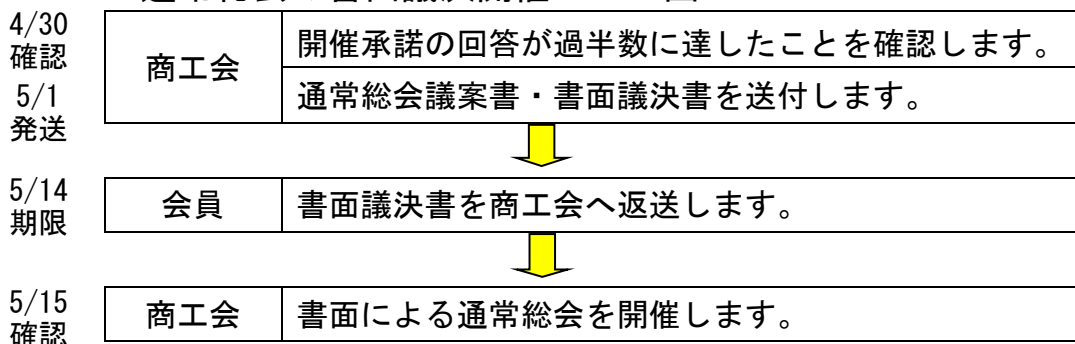 4/30
確認
5/1
発送
商工会
開催承諾の回答が過半数に達したことを確認します。
通常総会議案書・書面議決書を送付します。
5/14
期限
会員
書面議決書を商工会へ返送します。
5/15
確認
商工会
書面による通常総会を開催します。